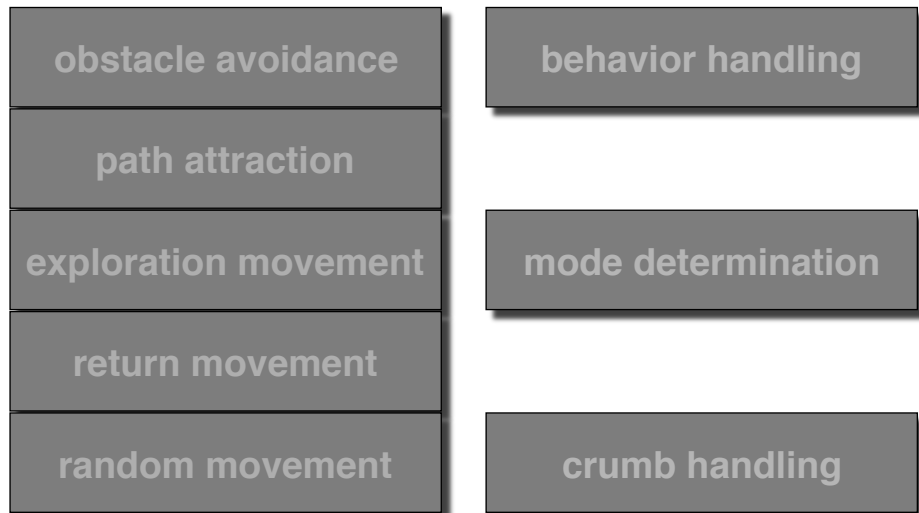 obstacle avoidance
path attraction
exploration movement
return movement
random movement
behavior handling
mode determination
crumb handling